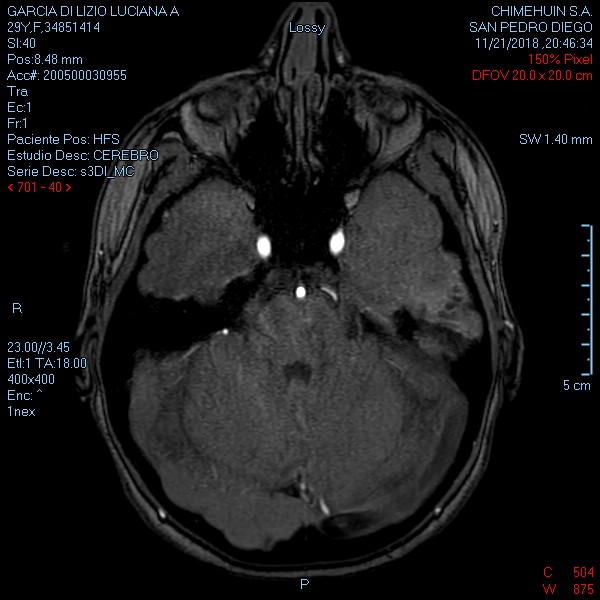 GARCIA DI LIZIO LUCIANA A
29Y,F,34851414
Sl:40
Pos:8.48 mm
Acc#: 200500030955
Tra
Ec:1
Fr:1
Paciente Pos: HFS
Estudio Desc: CEREBRO
Serie Desc: s3DI_MC
< 701 - 40 >
Lossy
CHIMEHUIN S.A.
SAN PEDRO DIEGO
11/21/2018 ,20:46:34
150% Pixel
DFOV 20.0 x 20.0 cm
SW 1.40 mm
R
23.00//3.45
Etl:1 TA:18.00
400x400
Enc: ^
1nex
5 cm
P
C 504
W 875